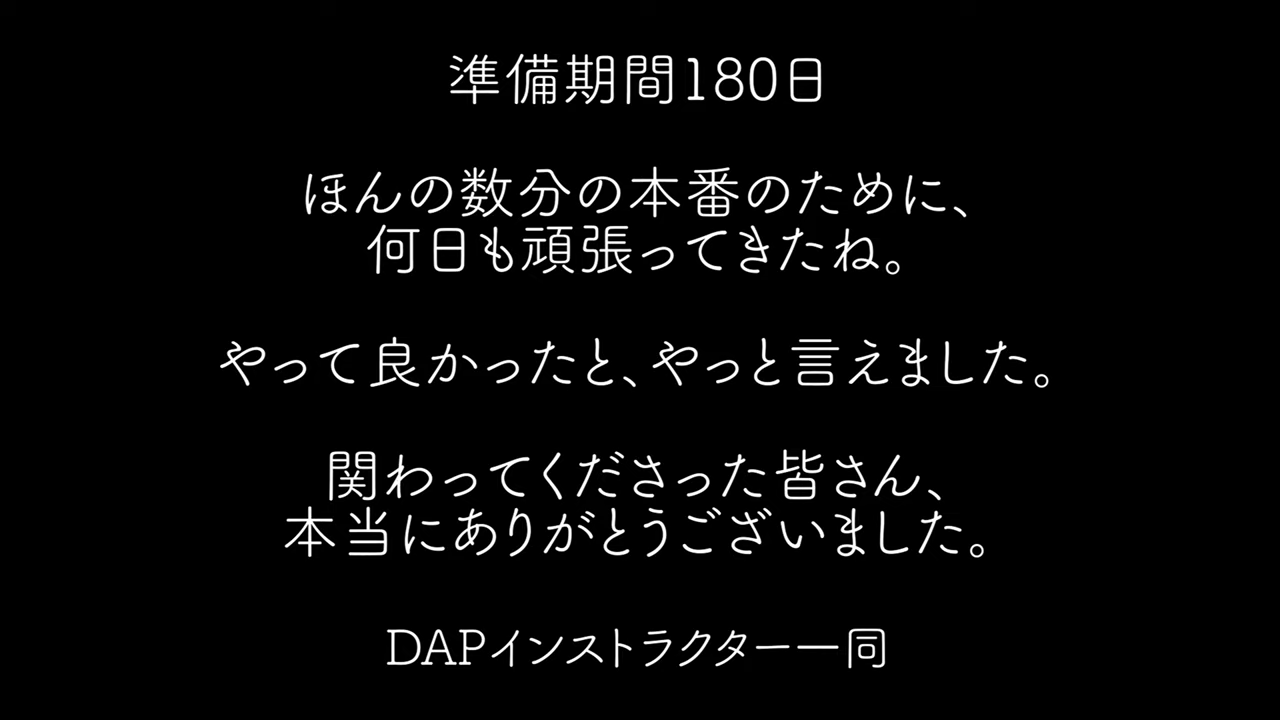 準備期間180日
ほんの数分の本番のために、
何日も頑張ってきたね。
やって良かったと、やっと言えました。
関わってくださった皆さん、
本当にありがとうございました。
DAPインストラクター一同